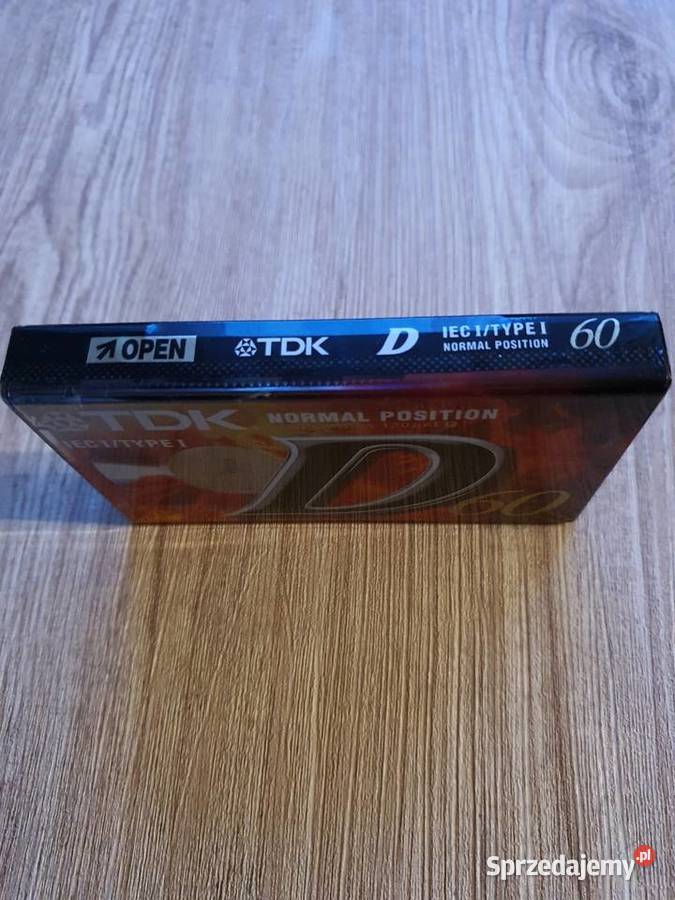 OPEN TDK D IEC I/TYPE I 60
NORMAL POSITION
TDK NORMAL POSITION
IEC I/TYPE I
D 60
Sprzedajemy.pl